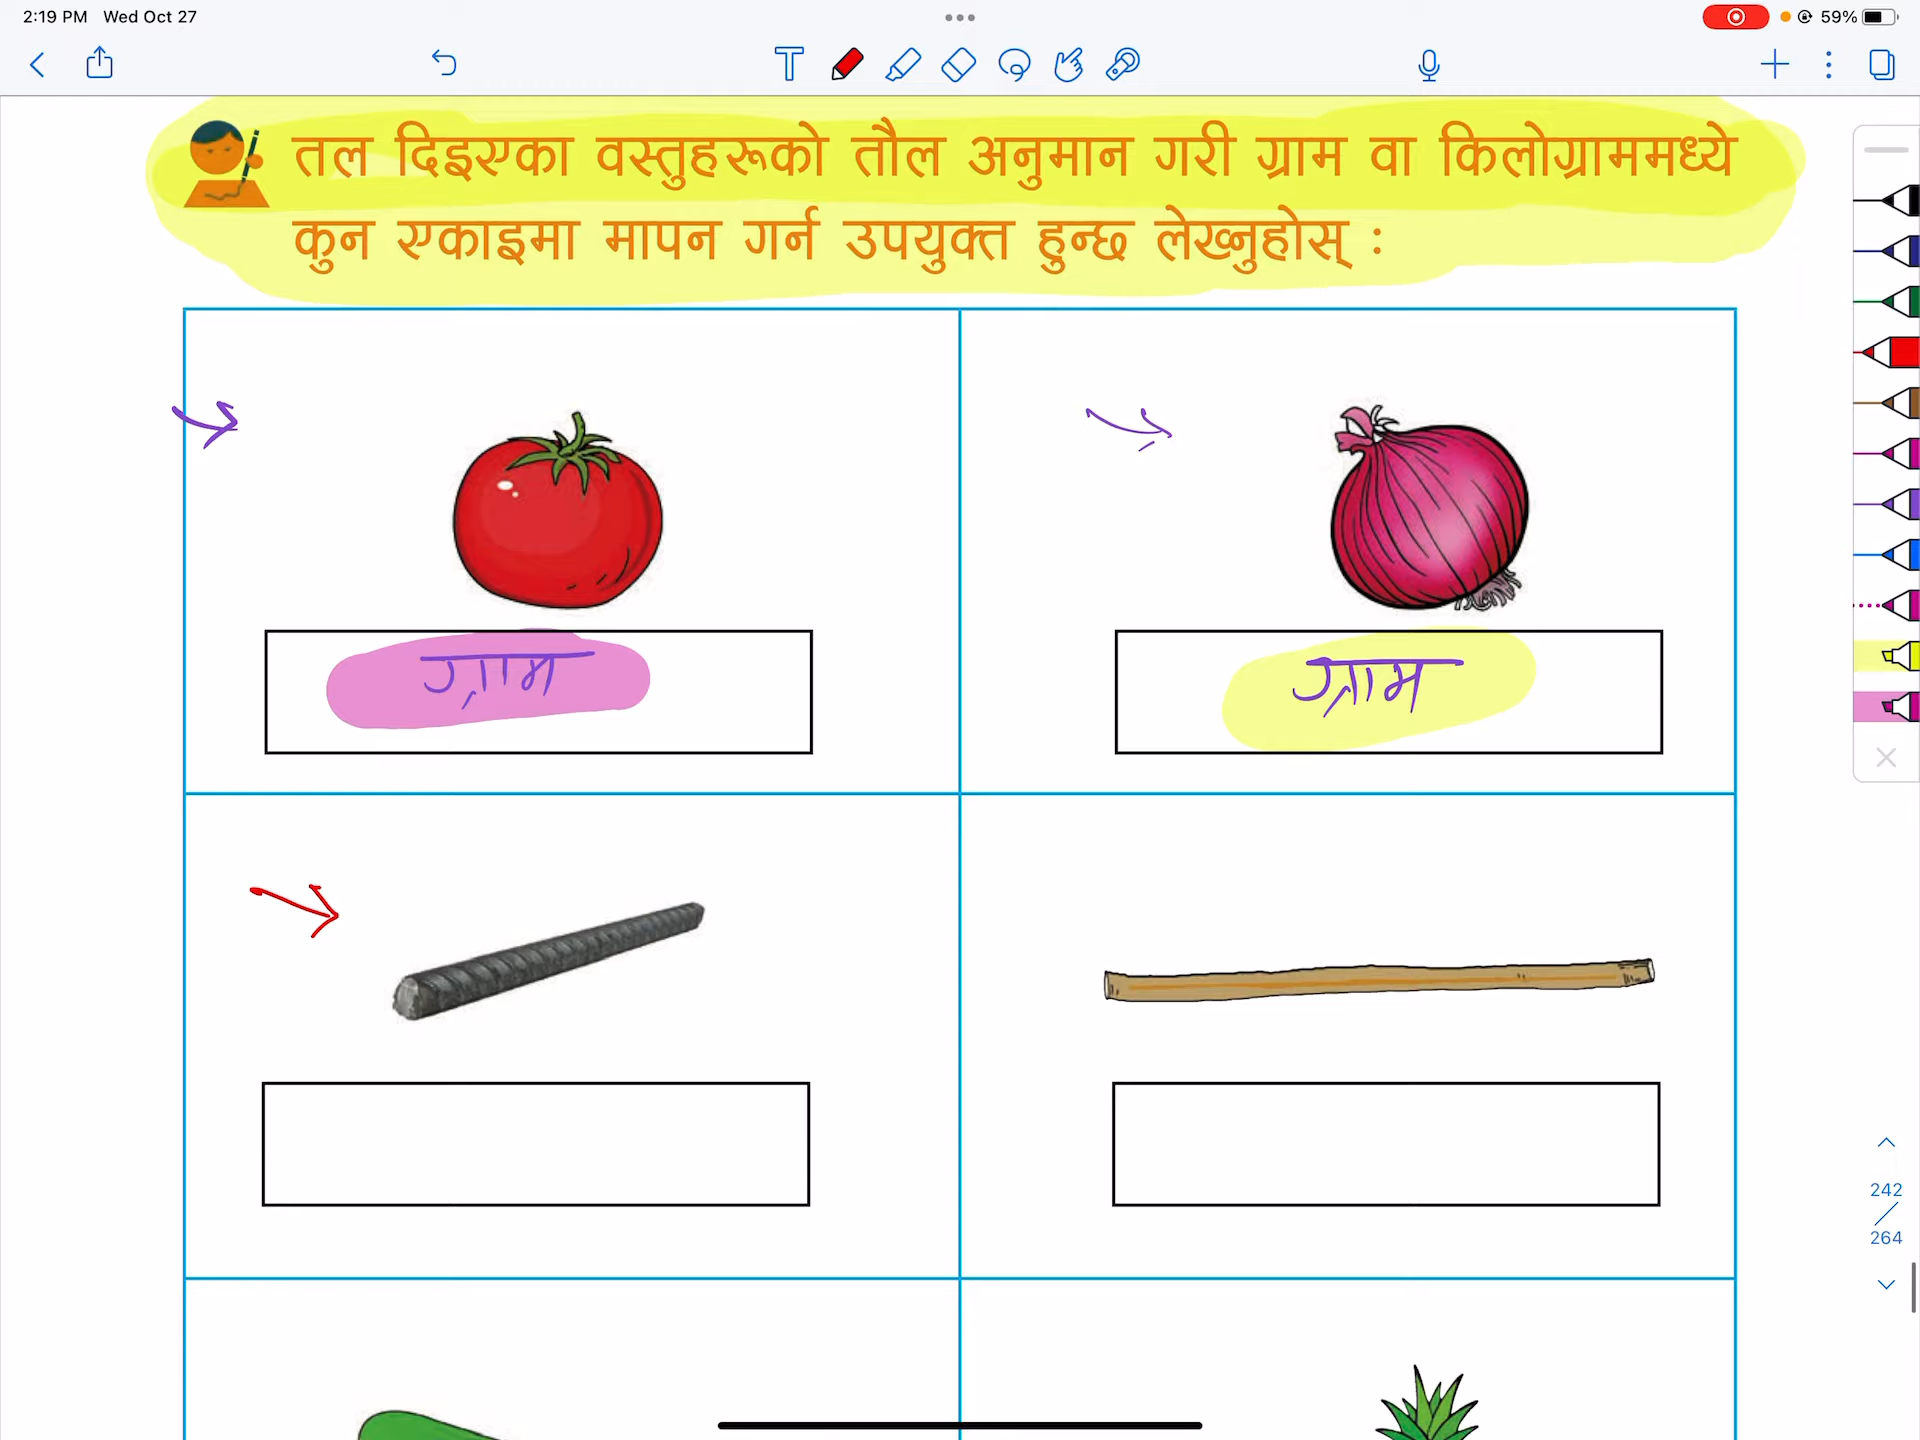 2:19 PM Wed Oct 27
59%
तल दिइएका वस्तुहरूको तौल अनुमान गरी ग्राम वा किलोग्राममध्ये
कुन एकाइमा मापन गर्न उपयुक्त हुन्छ लेख्नुहोस् :
ग्राम
ग्राम
242
264